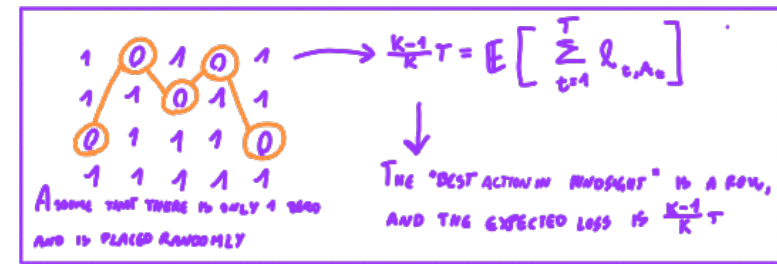 1 0 1 0 1
1 1 0 1 1
0 1 1 1 0
1 1 1 1 1
ASSUME THAT THERE IS ONLY 1 ZERO
AND IS PLACED RANDOMLY
K-1/K T = E [ ∑_{t=1}^{T} ℓ_{t,A_t} ]
THE "BEST ACTION IN HINDSIGHT" IS A ROW,
AND THE EXPECTED LOSS IS K-1/K T